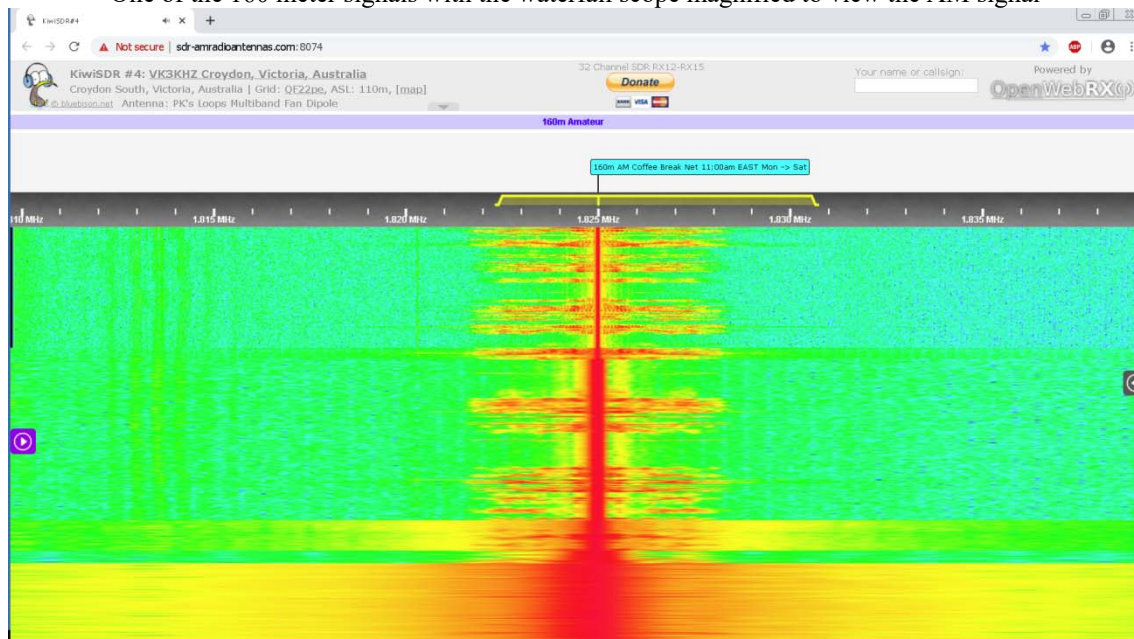 One of the 160 meter signals with the waterfall scope magnified to view the AM signal
KiwiSDR#4
Not secure | sdr-amradioantennas.com:8074
ABP
KiwiSDR #4: VK3KHZ Croydon, Victoria, Australia
Croydon South, Victoria, Australia | Grid: QF22pe, ASL: 110m, [map]
© bluebison.net Antenna: PK's Loops Multiband Fan Dipole
32 Channel SDR RX12-RX15
Donate
VISA
Your name or callsign:
Powered by
OpenWebRX
160m Amateur
160m AM Coffee Break Net 11:00am EAST Mon -> Sat
1.815 MHz 1.820 MHz 1.825 MHz 1.830 MHz 1.835 MHz